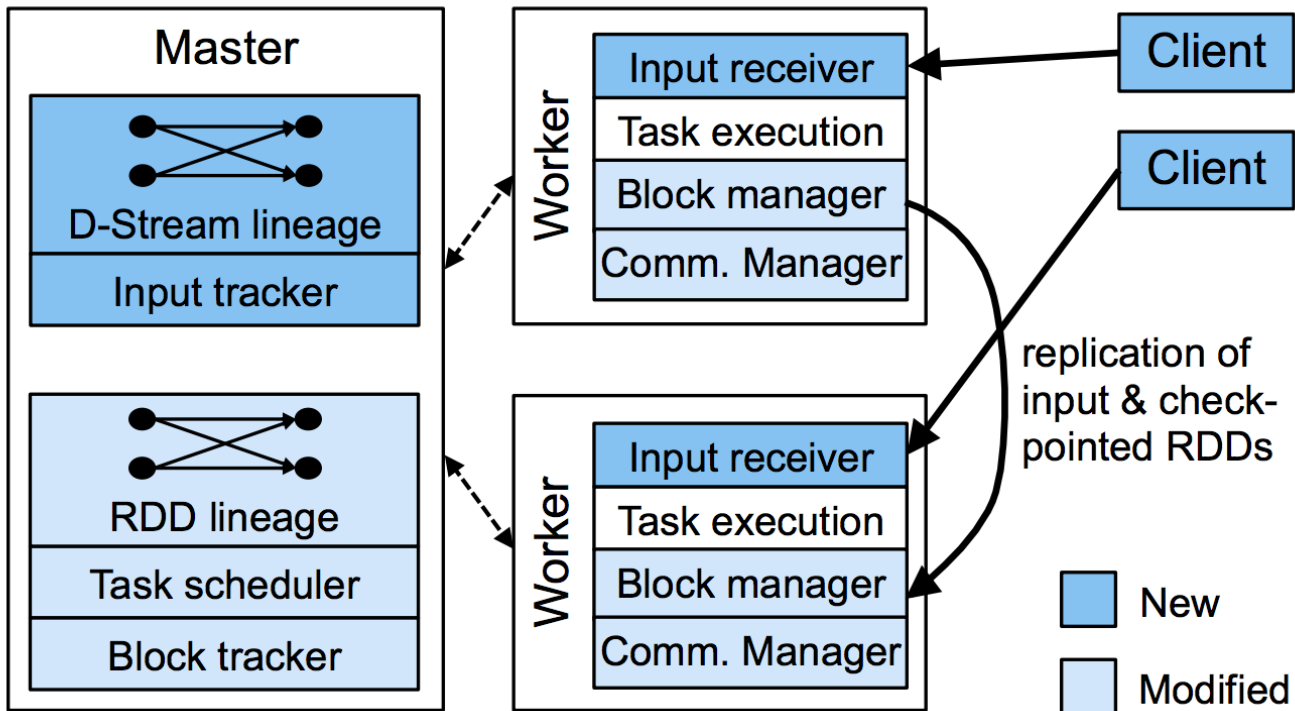 Master
D-Stream lineage
Input tracker
RDD lineage
Task scheduler
Block tracker
Worker
Input receiver
Task execution
Block manager
Comm. Manager
Worker
Input receiver
Task execution
Block manager
Comm. Manager
Client
Client
replication of
input & check-
pointed RDDs
New
Modified